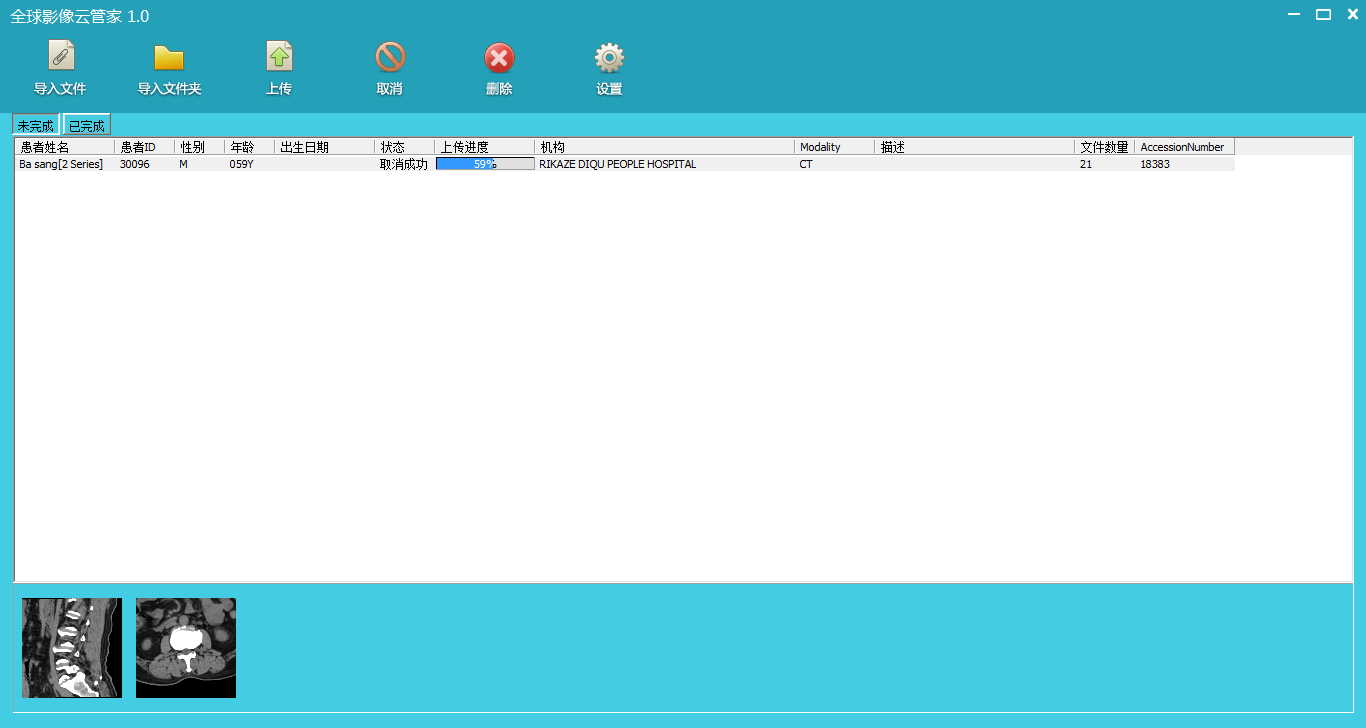 全球影像云管家 1.0
导入文件 导入文件夹 上传 取消 删除 设置
未完成 已完成
患者姓名 患者ID 性别 年龄 出生日期 状态 上传进度 机构 Modality 描述 文件数量 AccessionNumber
Ba sang[2 Series] 30096 M 059Y 取消成功 59% RIKAZE DIQU PEOPLE HOSPITAL CT 21 18383